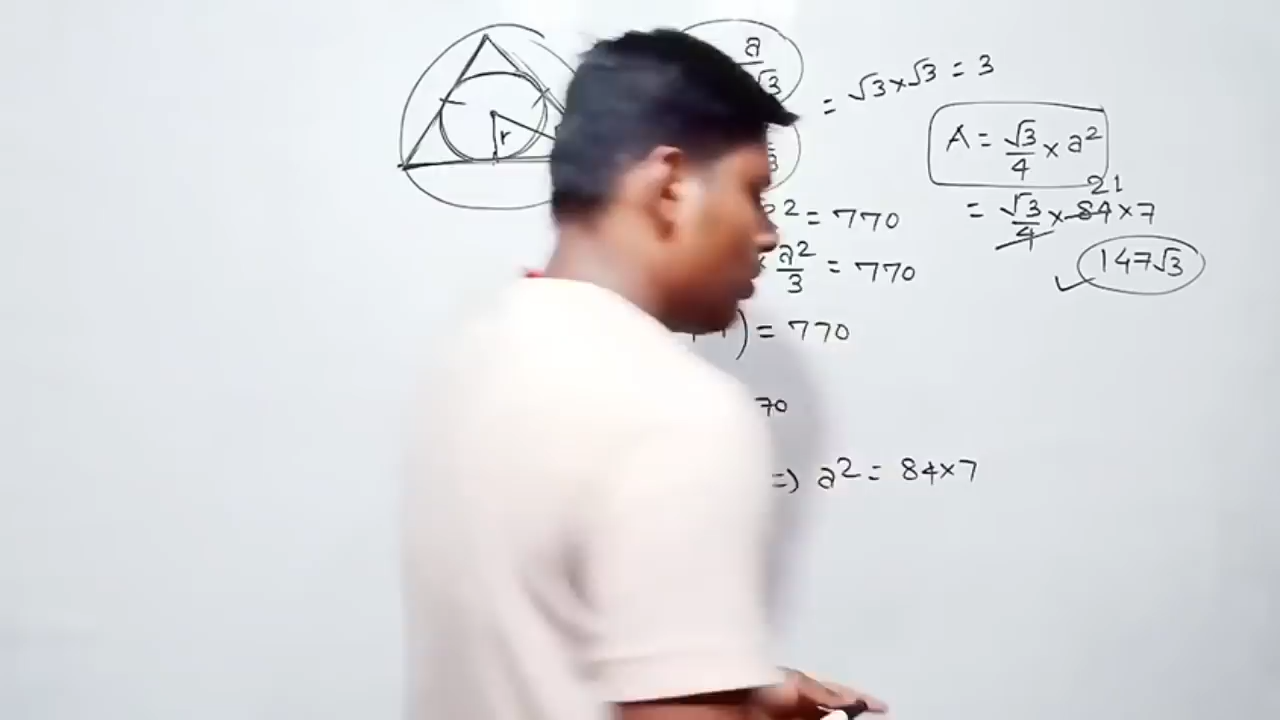 r
a
√3
= √3 × √3 = 3
A = √3/4 × a²
21
= √3/4 × 84 × 7
147√3
2 = 770
a²/3 = 770
) = 770
70
=) a² = 84×7